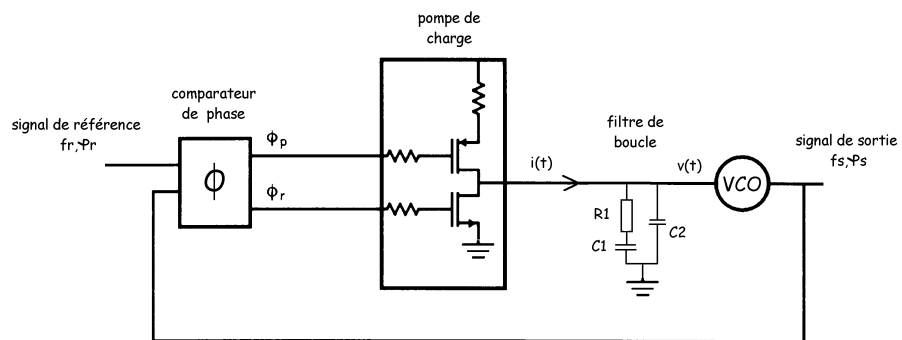 pompe de
charge
comparateur
de phase
signal de référence
fr,φr
ϕp
ϕr
ϕ
i(t)
filtre de
boucle
v(t)
R1
C1
C2
VCO
signal de sortie
fs,φs